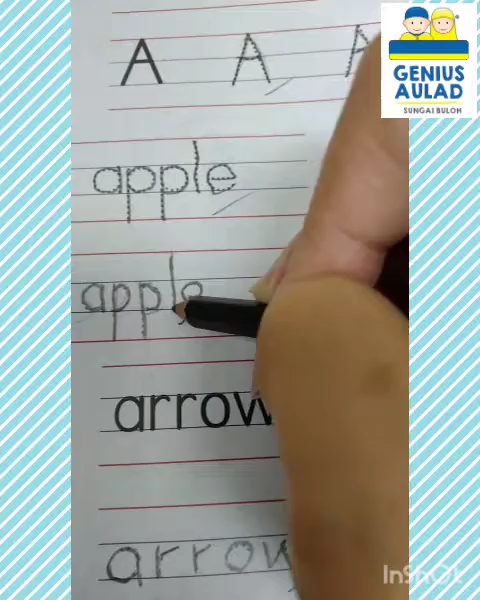 GENIUS
AULAD
SUNGAI BULOH
A A A
apple
apple
arrow
arrow
InShOt